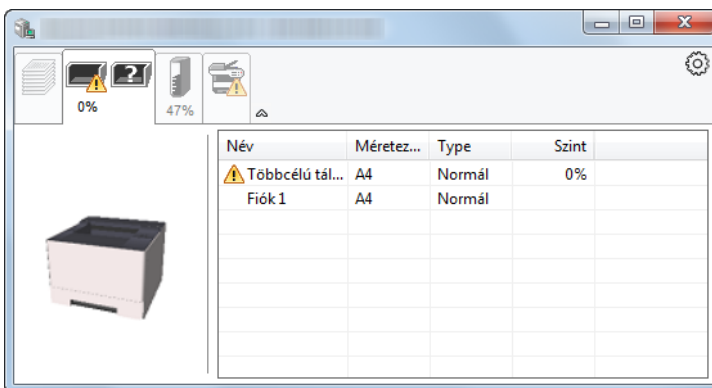 0%
47%
Név Méretez... Type Szint
Többcélú tál... A4 Normál 0%
Fiók 1 A4 Normál